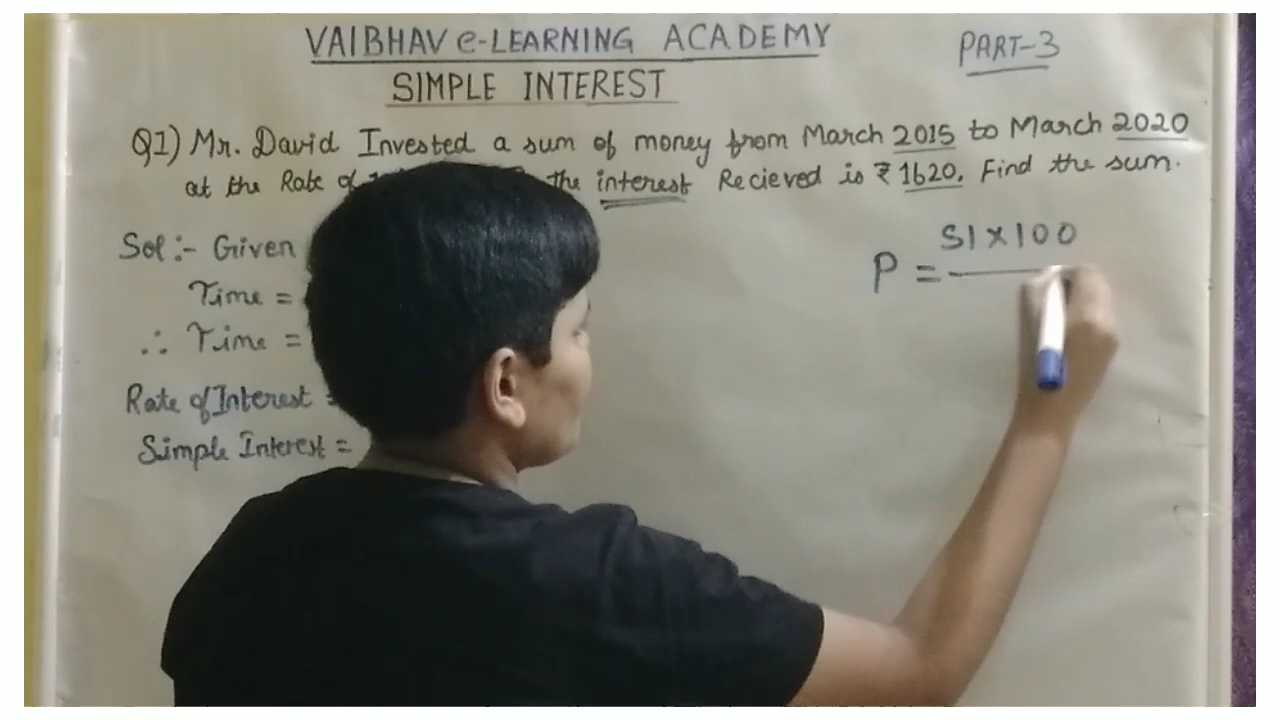 VAIBHAV e-LEARNING ACADEMY
PART-3
SIMPLE INTEREST
Q1) Mr. David Invested a sum of money from March 2015 to March 2020
at the Rate of the interest Recieved is ₹ 1620. Find the sum.
Sol:- Given
Time =
∴ Time =
Rate of Interest =
Simple Interest =
P = SI×100